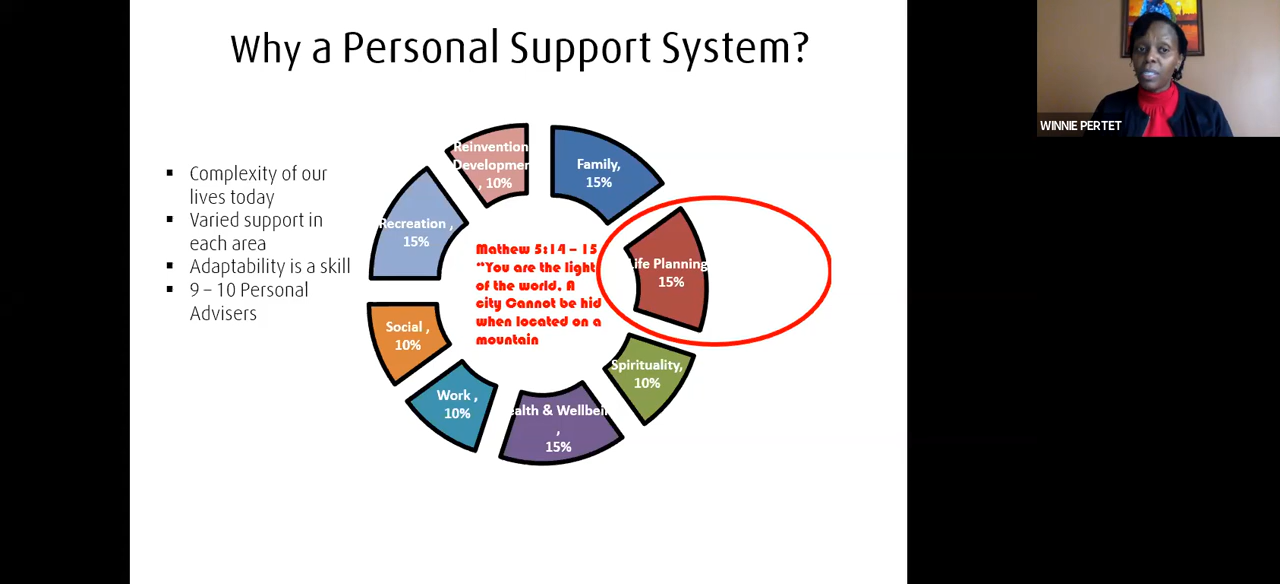 Why a Personal Support System?
WINNIE PERTET
▪ Complexity of our
lives today
▪ Varied support in
each area
▪ Adaptability is a skill
▪ 9 – 10 Personal
Advisers
Reinvention
Developmen
, 10%
Family,
15%
Recreation ,
15%
Life Planning
15%
Mathew 5:14 – 15
“You are the light
of the world, A
city Cannot be hid
when located on a
mountain
Social ,
10%
Spirituality,
10%
Work ,
10%
ealth & Wellbein
,
15%